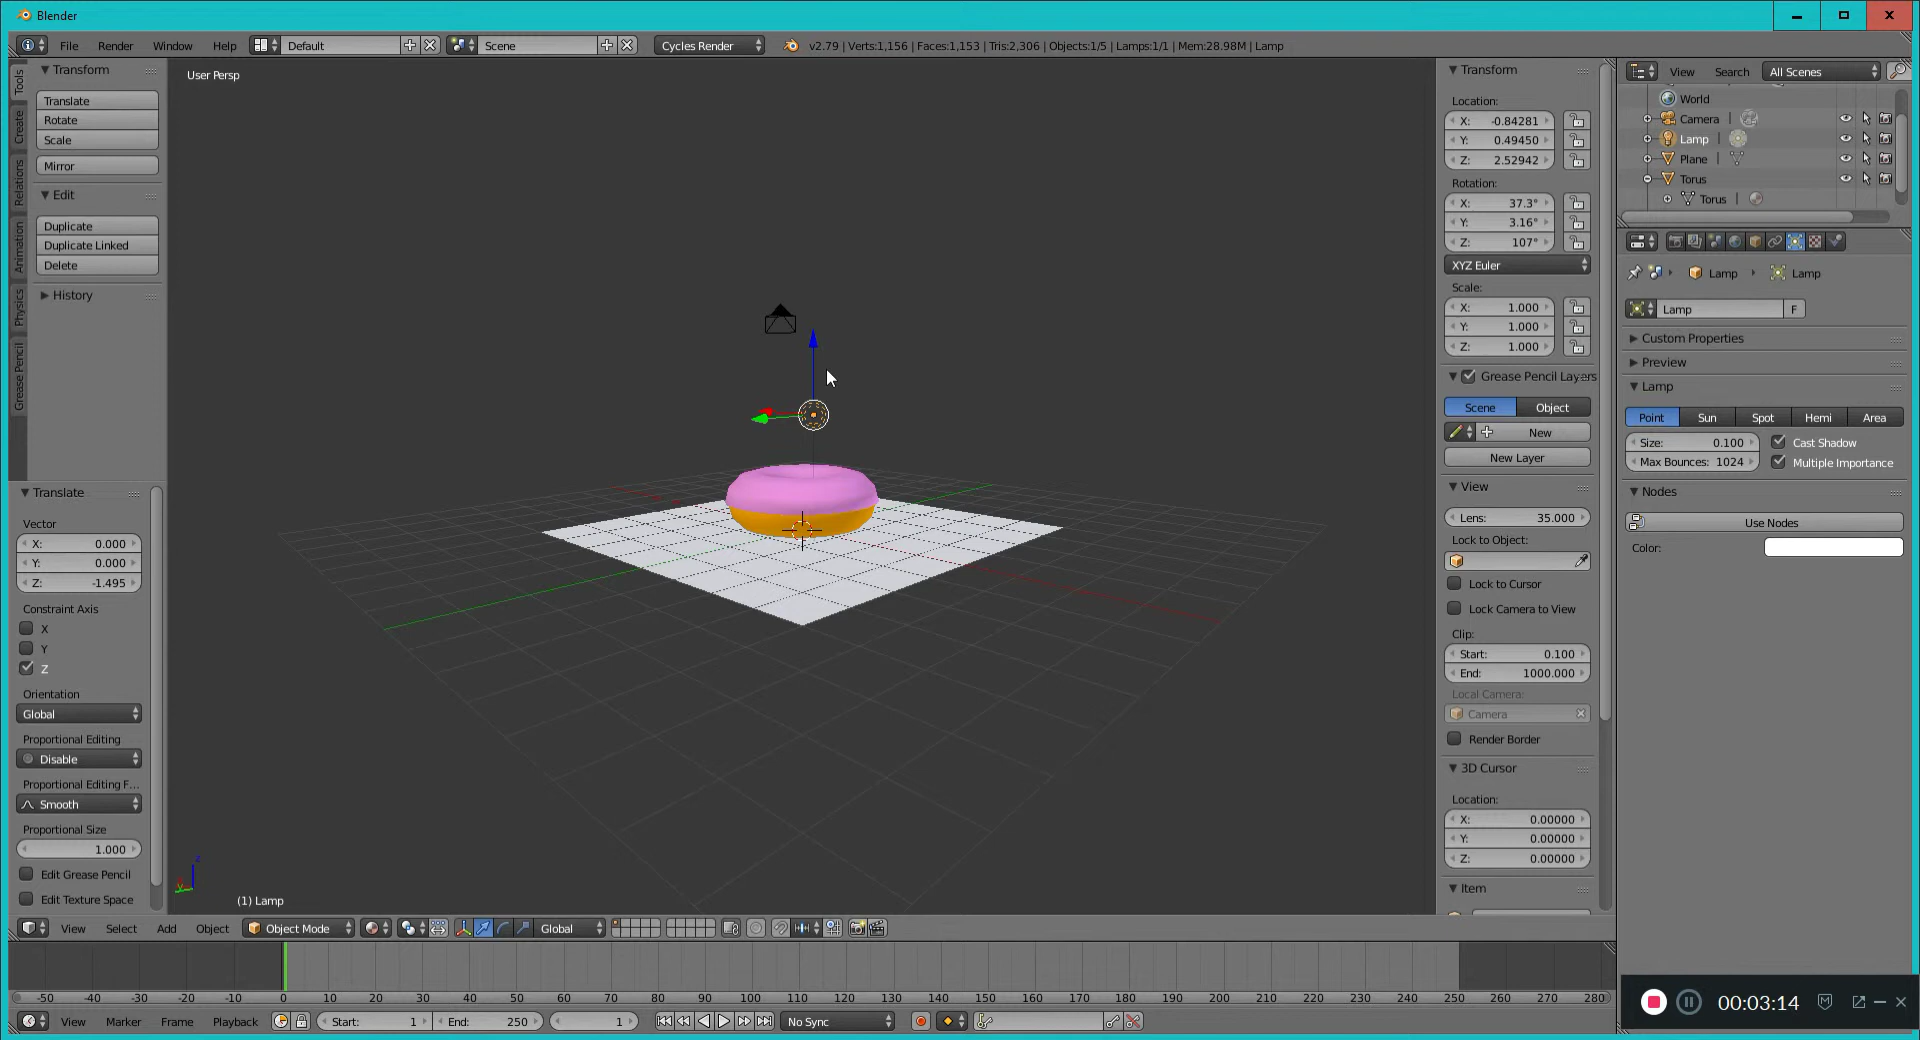 Blender
File Render Window Help Default Scene Cycles Render v2.79 | Verts:1,156 | Faces:1,153 | Tris:2,306 | Objects:1/5 | Lamps:1/1 | Mem:28.98M | Lamp
Tools
Create
Relations
Animation
Physics
Grease Pencil
Transform
Translate
Rotate
Scale
Mirror
Edit
Duplicate
Duplicate Linked
Delete
History
Translate
Vector
X: 0.000
Y: 0.000
Z: -1.495
Constraint Axis
X
Y
Z
Orientation
Global
Proportional Editing
Disable
Proportional Editing F...
Smooth
Proportional Size
1.000
Edit Grease Pencil
Edit Texture Space
User Persp
z
y
(1) Lamp
Transform
Location:
X: -0.84281
Y: 0.49450
Z: 2.52942
Rotation:
X: 37.3°
Y: 3.16°
Z: 107°
XYZ Euler
Scale:
X: 1.000
Y: 1.000
Z: 1.000
Grease Pencil Layers
Scene Object
New
New Layer
View
Lens: 35.000
Lock to Object:
Lock to Cursor
Lock Camera to View
Clip:
Start: 0.100
End: 1000.000
Local Camera:
Camera
Render Border
3D Cursor
Location:
X: 0.00000
Y: 0.00000
Z: 0.00000
Item
View Search All Scenes
World
Camera |
Lamp |
Plane |
Torus
Torus |
Lamp Lamp
Lamp F
Custom Properties
Preview
Lamp
Point Sun Spot Hemi Area
Size: 0.100 Cast Shadow
Max Bounces: 1024 Multiple Importance
Nodes
Use Nodes
Color:
View Select Add Object Object Mode Global
-50 -40 -30 -20 -10 0 10 20 30 40 50 60 70 80 90 100 110 120 130 140 150 160 170 180 190 200 210 220 230 240 250 260 270 280
View Marker Frame Playback Start: 1 End: 250 1 No Sync
00:03:14